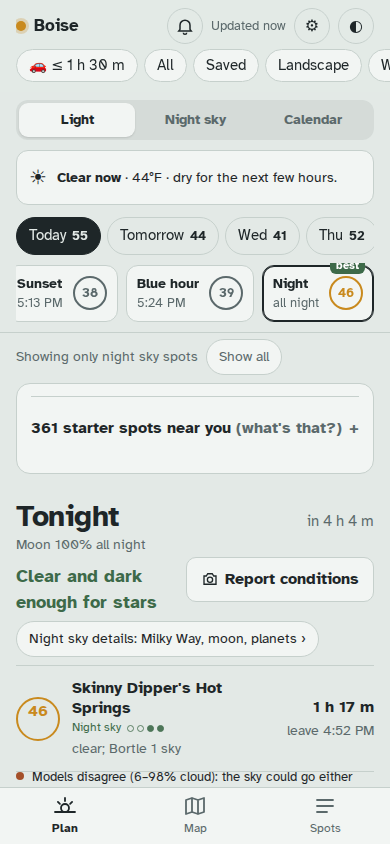 Boise
Updated now
🚗 ≤ 1 h 30 m
All
Saved
Landscape
Light
Night sky
Calendar
Clear now · 44°F · dry for the next few hours.
Today 55
Tomorrow 44
Wed 41
Thu 52
Sunset
5:13 PM
38
Blue hour
5:24 PM
39
best
Night
all night
46
Showing only night sky spots
Show all
361 starter spots near you (what's that?) +
Tonight
in 4 h 4 m
Moon 100% all night
Clear and dark
enough for stars
Report conditions
Night sky details: Milky Way, moon, planets ›
46
Skinny Dipper's Hot
Springs
Night sky
clear; Bortle 1 sky
1 h 17 m
leave 4:52 PM
Models disagree (6–98% cloud): the sky could go either
Plan
Map
Spots